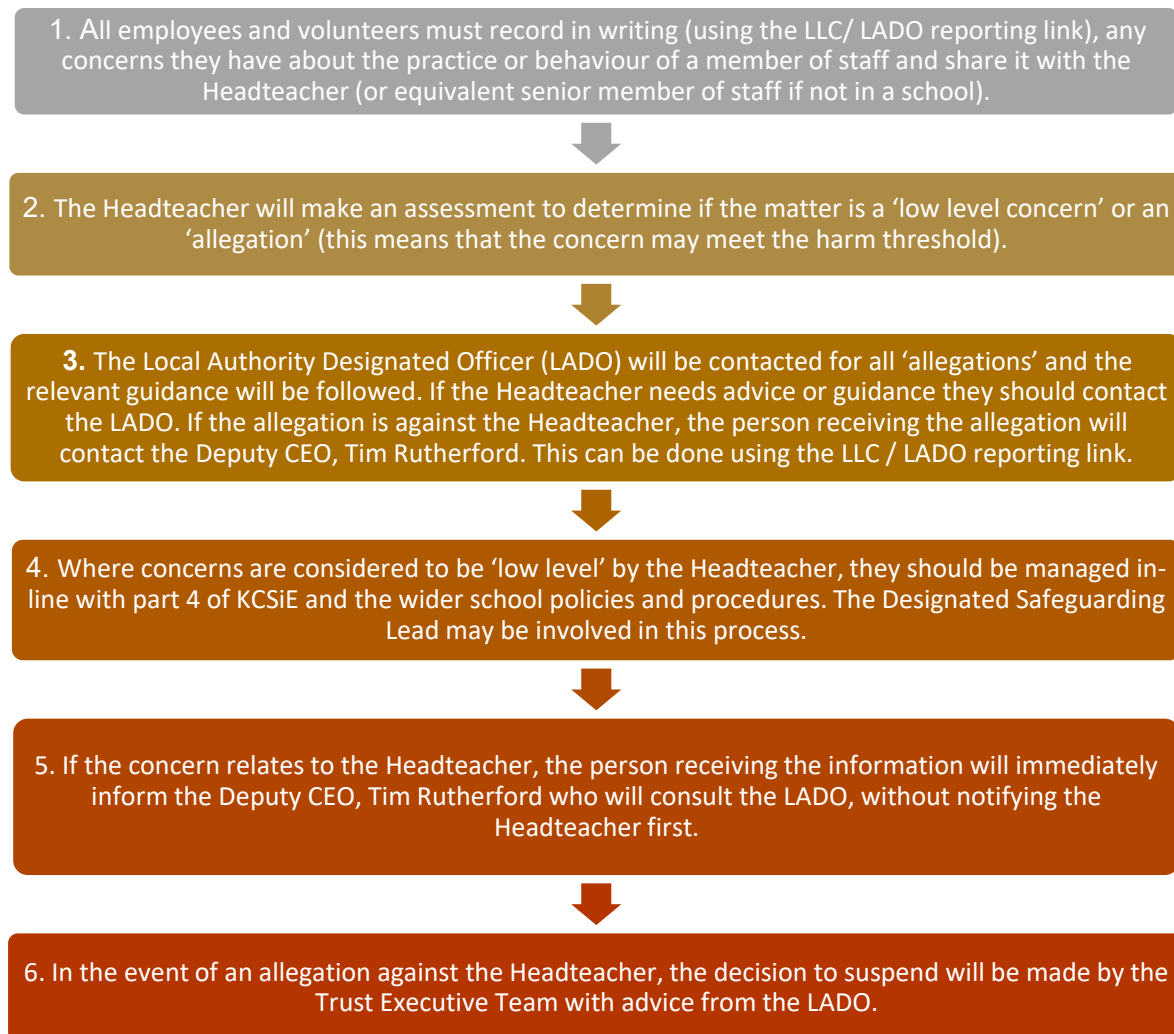 1. All employees and volunteers must record in writing (using the LLC/ LADO reporting link), any
concerns they have about the practice or behaviour of a member of staff and share it with the
Headteacher (or equivalent senior member of staff if not in a school).
2. The Headteacher will make an assessment to determine if the matter is a ‘low level concern’ or an
‘allegation’ (this means that the concern may meet the harm threshold).
3. The Local Authority Designated Officer (LADO) will be contacted for all ‘allegations’ and the
relevant guidance will be followed. If the Headteacher needs advice or guidance they should contact
the LADO. If the allegation is against the Headteacher, the person receiving the allegation will
contact the Deputy CEO, Tim Rutherford. This can be done using the LLC / LADO reporting link.
4. Where concerns are considered to be ‘low level’ by the Headteacher, they should be managed in-
line with part 4 of KCSiE and the wider school policies and procedures. The Designated Safeguarding
Lead may be involved in this process.
5. If the concern relates to the Headteacher, the person receiving the information will immediately
inform the Deputy CEO, Tim Rutherford who will consult the LADO, without notifying the
Headteacher first.
6. In the event of an allegation against the Headteacher, the decision to suspend will be made by the
Trust Executive Team with advice from the LADO.